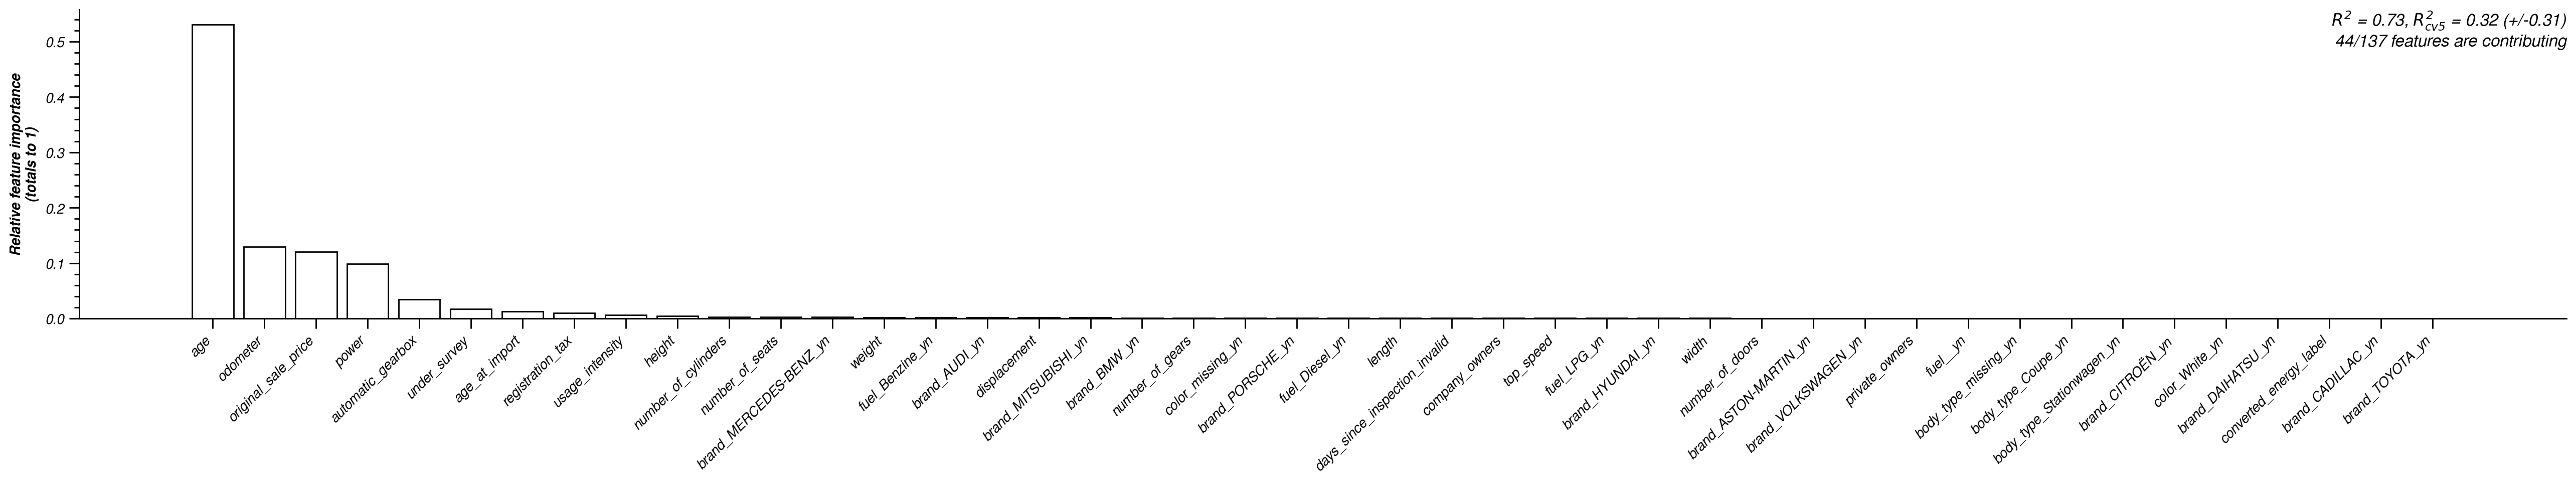 R² = 0.73, R²cv5 = 0.32 (+/-0.31)
44/137 features are contributing
Relative feature importance
(totals to 1)
0.5
0.4
0.3
0.2
0.1
0.0
age
odometer
original_sale_price
power
automatic_gearbox
under_survey
age_at_import
registration_tax
usage_intensity
height
number_of_cylinders
number_of_seats
brand_MERCEDES-BENZ_yn
weight
fuel_Benzine_yn
brand_AUDI_yn
displacement
brand_MITSUBISHI_yn
brand_BMW_yn
number_of_gears
color_missing_yn
brand_PORSCHE_yn
fuel_Diesel_yn
length
days_since_inspection_invalid
company_owners
top_speed
fuel_LPG_yn
brand_HYUNDAI_yn
width
number_of_doors
brand_ASTON-MARTIN_yn
brand_VOLKSWAGEN_yn
private_owners
fuel__yn
body_type_missing_yn
body_type_Coupe_yn
body_type_Stationwagen_yn
brand_CITROËN_yn
color_White_yn
brand_DAIHATSU_yn
converted_energy_label
brand_CADILLAC_yn
brand_TOYOTA_yn